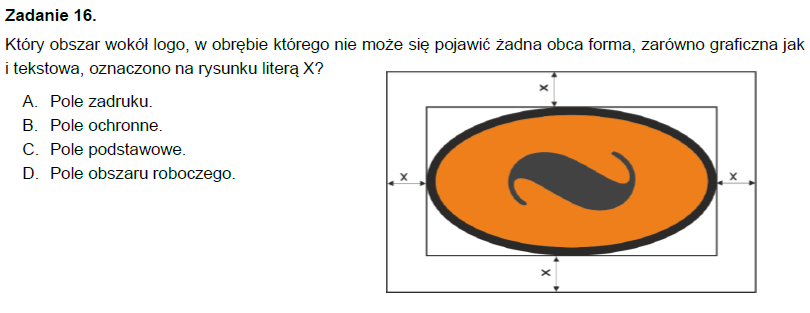 Zadanie 16.
Który obszar wokół logo, w obrębie którego nie może się pojawić żadna obca forma, zarówno graficzna jak
i tekstowa, oznaczono na rysunku literą X?
A. Pole zadruku.
B. Pole ochronne.
C. Pole podstawowe.
D. Pole obszaru roboczego.
x
x
x
x